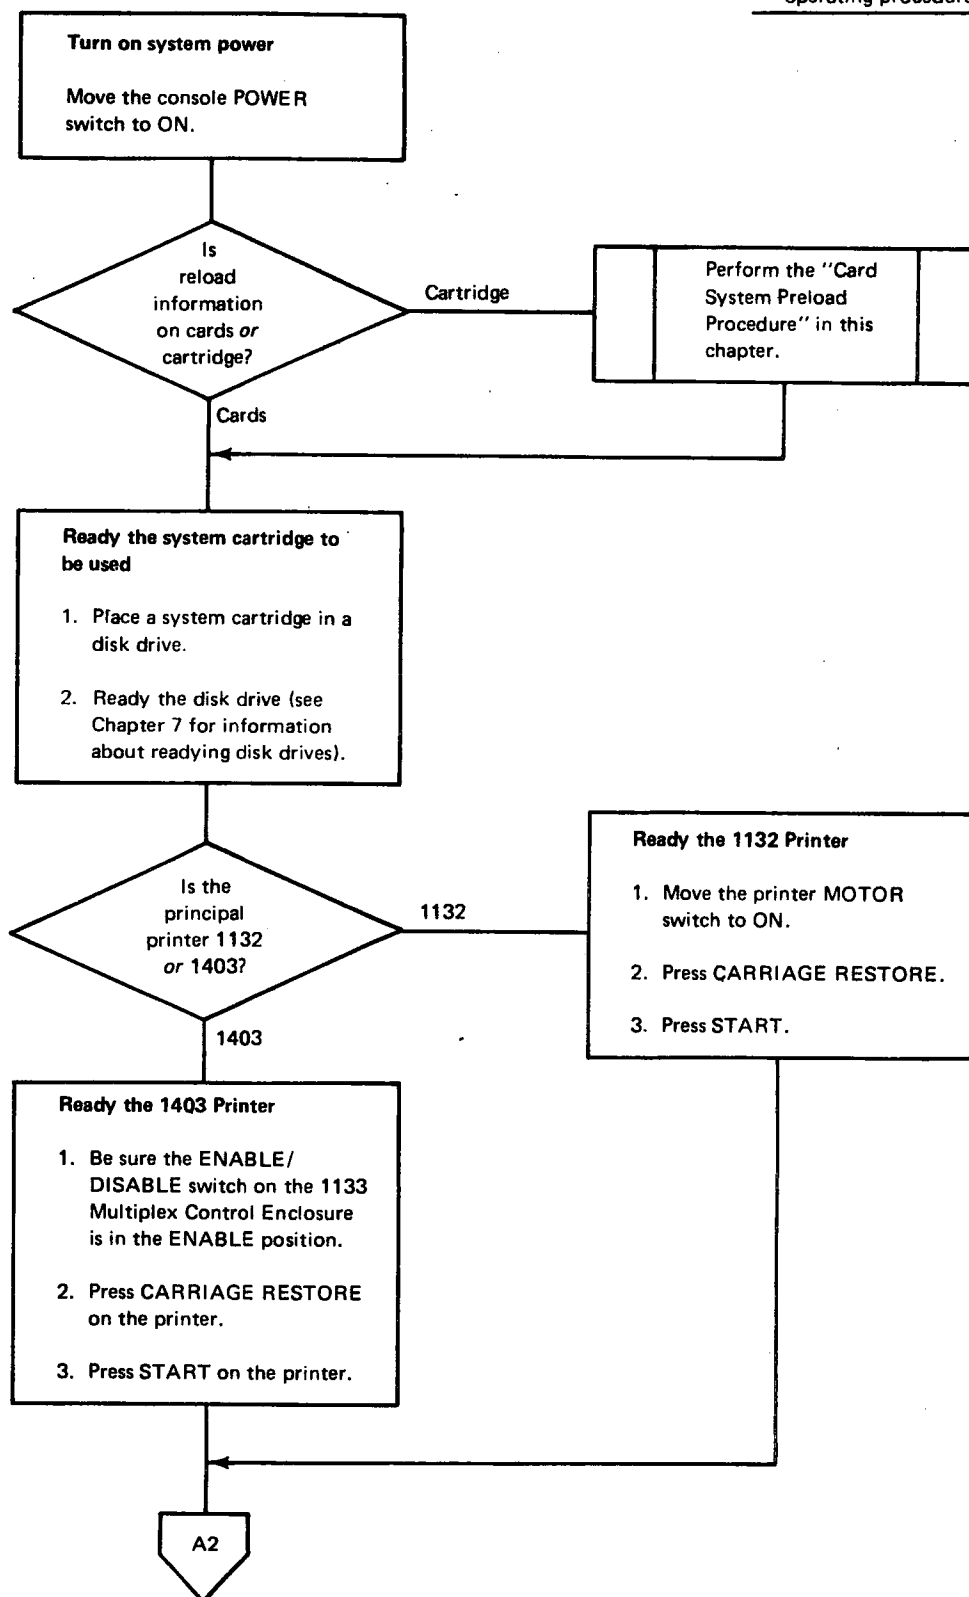 operating procedure
Turn on system power
Move the console POWER
switch to ON.
Is
reload
information
on cards or
cartridge?
Cartridge
Perform the "Card
System Preload
Procedure" in this
chapter.
Cards
Ready the system cartridge to
be used
1. Place a system cartridge in a
disk drive.
2. Ready the disk drive (see
Chapter 7 for information
about readying disk drives).
Is the
principal
printer 1132
or 1403?
1132
Ready the 1132 Printer
1. Move the printer MOTOR
switch to ON.
2. Press CARRIAGE RESTORE.
3. Press START.
1403
Ready the 1403 Printer
1. Be sure the ENABLE/
DISABLE switch on the 1133
Multiplex Control Enclosure
is in the ENABLE position.
2. Press CARRIAGE RESTORE
on the printer.
3. Press START on the printer.
A2